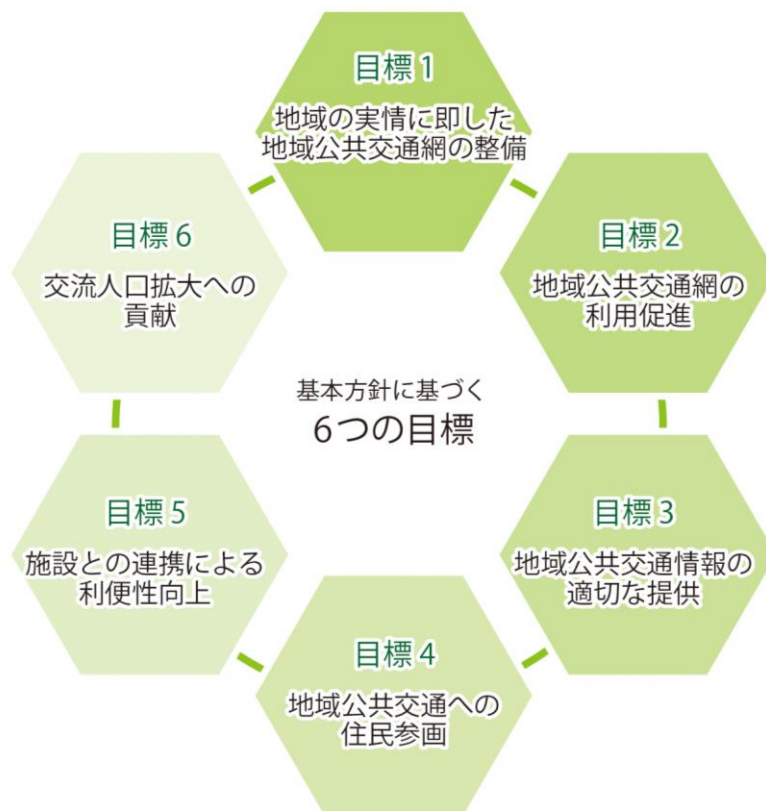 目標1
地域の実情に即した
地域公共交通網の整備
目標2
地域公共交通網の
利用促進
目標3
地域公共交通情報の
適切な提供
目標4
地域公共交通への
住民参画
目標5
施設との連携による
利便性向上
目標6
交流人口拡大への
貢献
基本方針に基づく
6つの目標